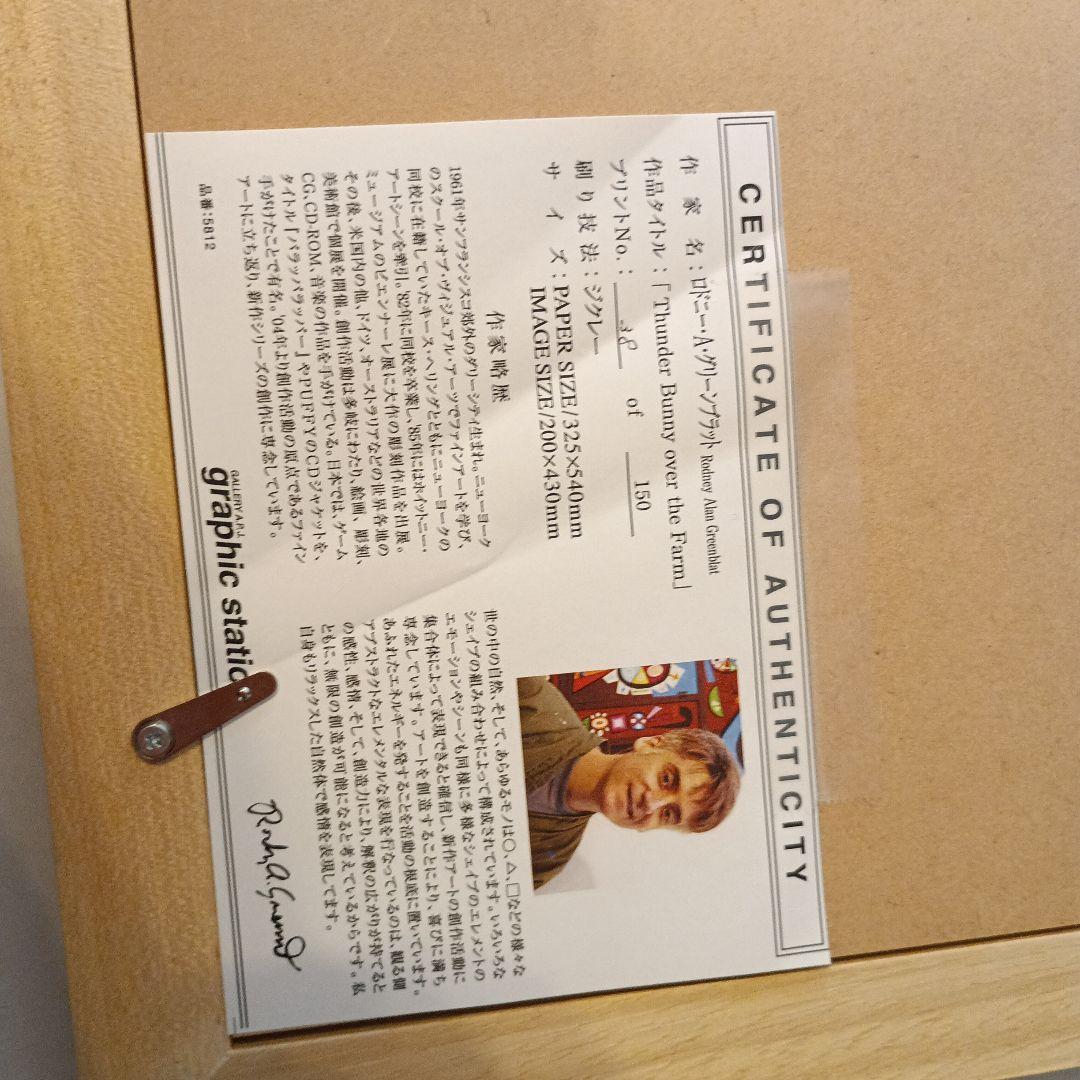 CERTIFICATE OF AUTHENTICITY
作家名：ロドニー・A・グリーンブラット Rodney Alan Greenblat
作品タイトル：「Thunder Bunny over the Farm」
プリントNo.：38 of 150
刷り技法：ジクレー
サイズ：PAPER SIZE/325×540mm
IMAGE SIZE/200×430mm
作家略歴
1961年サンフランシスコ郊外のダリーシティ生まれ。ニューヨーク
のスクール・オブ・ヴィジュアル・アーツでファインアートを学び、
同校に在籍していたキース・ヘリングとともにニューヨークの
アートシーンを牽引。'82年に同校を卒業し、'85年にはホイットニー・
ミュージアムのビエンナーレ展に大作の彫刻作品を出展。
その後、米国内の他、ドイツ、オーストラリアなどの世界各地の
美術館で個展を開催。創作活動は多岐にわたり、絵画、彫刻、
CG、CD-ROM、音楽の作品を手がけている。日本では、ゲーム
タイトル「パラッパラッパー」やPUFFYのCDジャケットを、
手がけたことで有名。'04年より創作活動の原点であるファイン
アートに立ち返り、新作シリーズの創作に専念しています。
品番：5812
GALLERY A.P.J.
graphic static
世の中の自然、そして、あらゆるモノは○、△、□などの様々な
シェイプの組み合わせによって構成されています。いろいろな
エモーションやシーンも同様に多様なシェイプのエレメントの
集合体によって表現できると確信し、新作アートの創作活動に
専念しています。アートを創造することにより、喜びに満ち
あふれたエネルギーを発することを活動の根底に置いています。
アブストラクトなエレメンタルな表現を行なっているのは、観る側
の感性、感情、そして、創造力により、解釈の広がりが持てると
ともに、無限の創造が可能になると考えているからです。私
自身もリラックスした自然体で感情を表現してます。